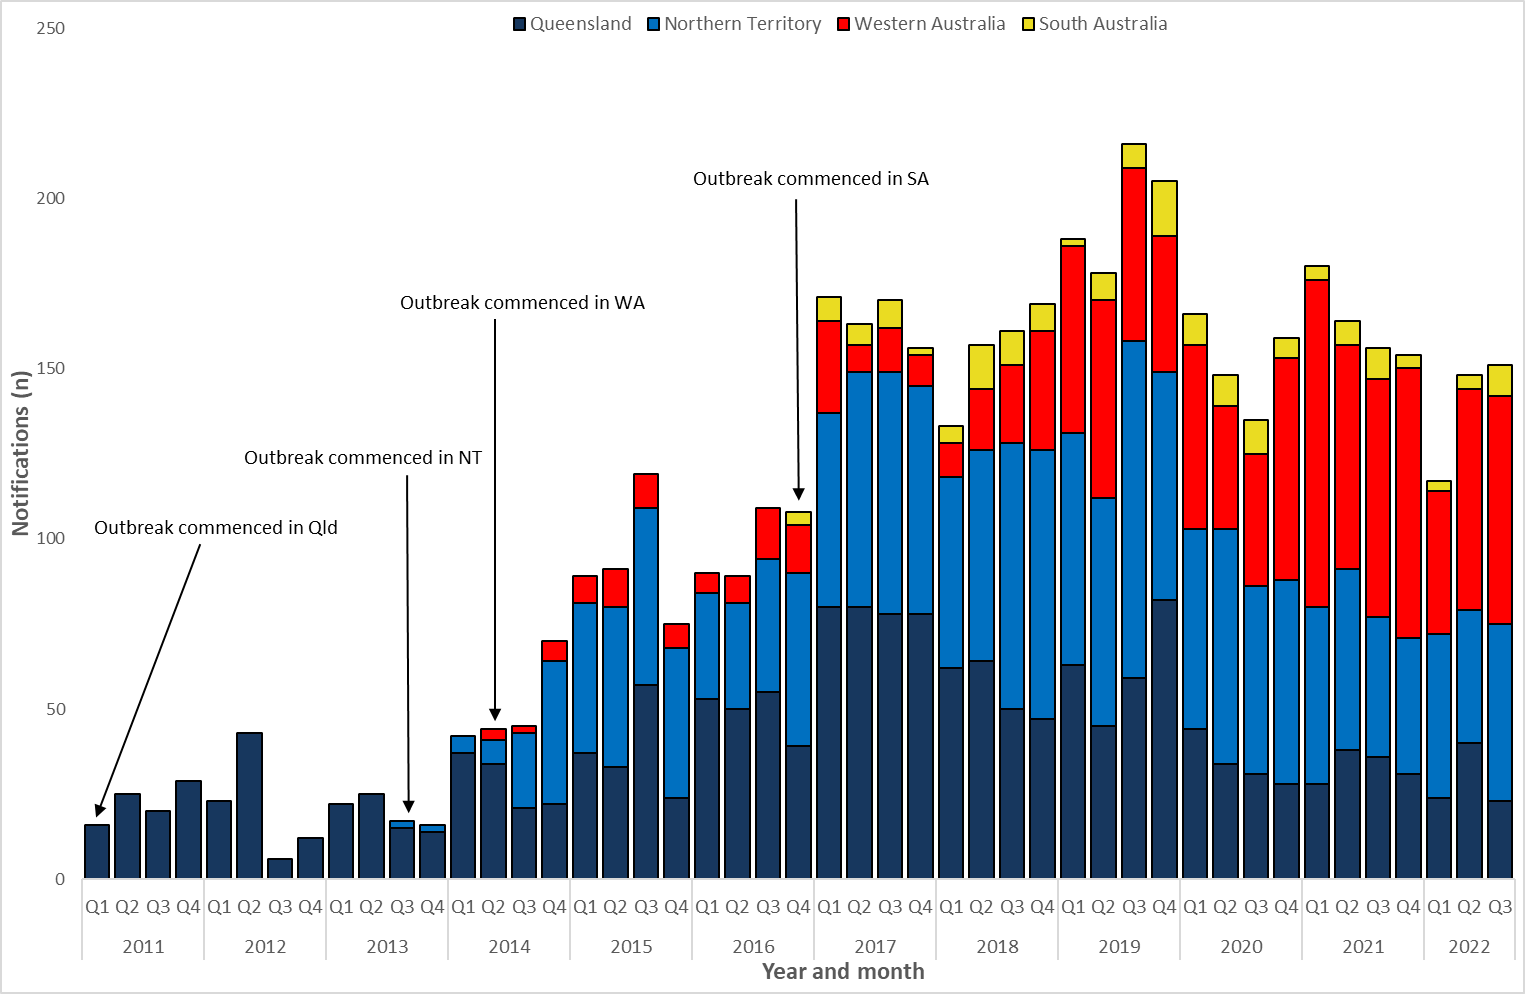 250
Queensland Northern Territory Western Australia South Australia
200
Outbreak commenced in SA
Outbreak commenced in WA
150
Outbreak commenced in NT
Outbreak commenced in Qld
100
50
0
Notifications (n)
Q1 Q2 Q3 Q4 Q1 Q2 Q3 Q4 Q1 Q2 Q3 Q4 Q1 Q2 Q3 Q4 Q1 Q2 Q3 Q4 Q1 Q2 Q3 Q4 Q1 Q2 Q3 Q4 Q1 Q2 Q3 Q4 Q1 Q2 Q3 Q4 Q1 Q2 Q3 Q4 Q1 Q2 Q3 Q4 Q1 Q2 Q3
2011 2012 2013 2014 2015 2016 2017 2018 2019 2020 2021 2022
Year and month